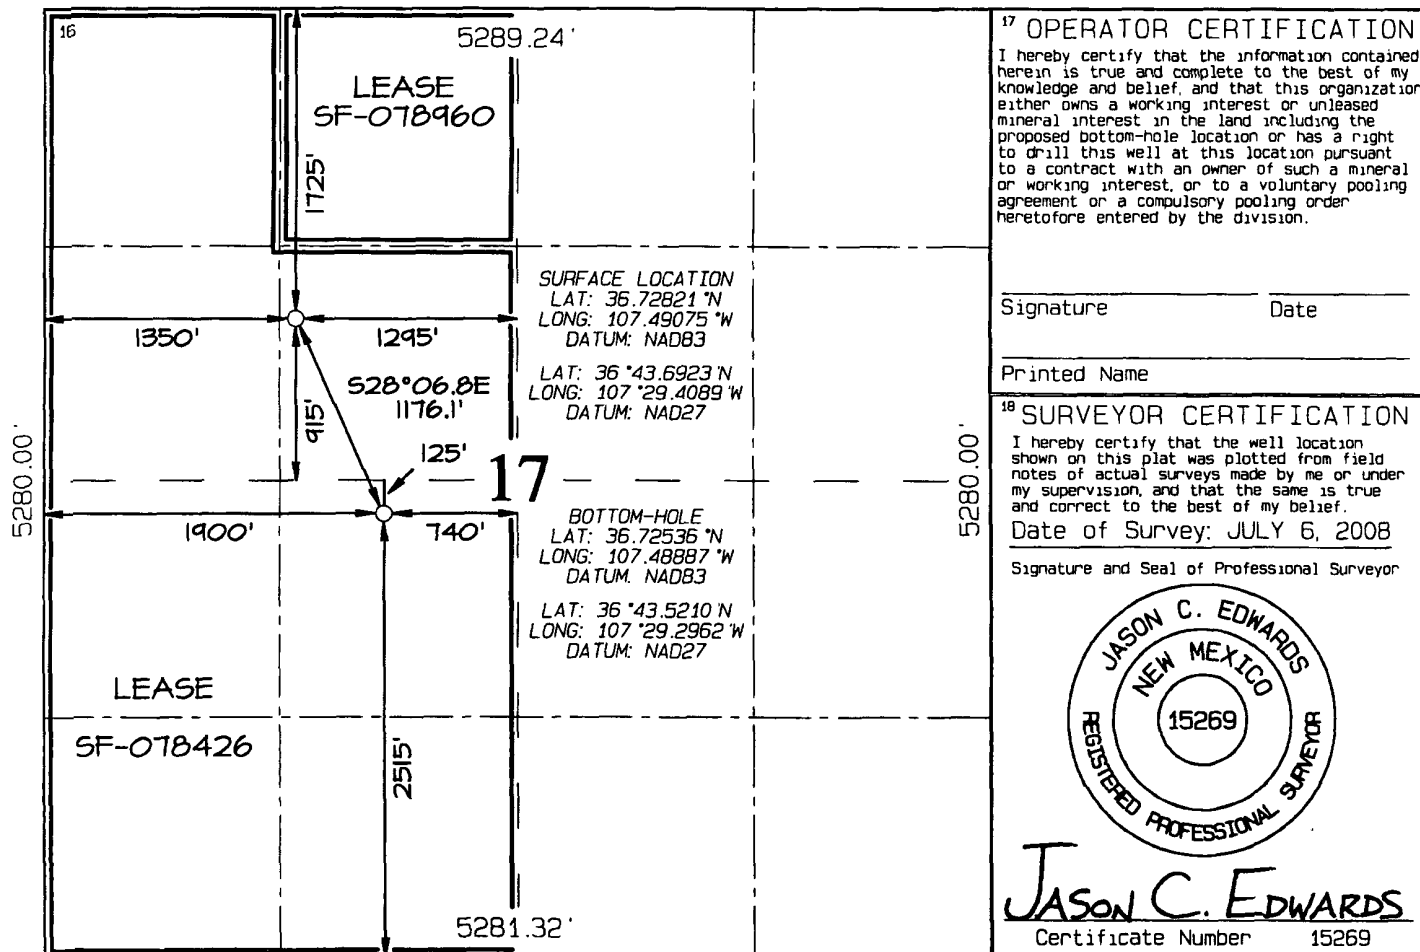 16
5289.24'
LEASE
SF-078960
1725'
SURFACE LOCATION
LAT: 36.72821 °N
LONG: 107.49075 °W
DATUM: NAD83
LAT: 36 °43.6923 'N
LONG: 107 °29.4089 'W
DATUM: NAD27
1350'
1295'
S28°06.8E
1176.1'
915'
125'
17
5280.00'
5280.00'
1900'
740'
BOTTOM-HOLE
LAT: 36.72536 °N
LONG: 107.48887 °W
DATUM. NAD83
LAT: 36 °43.5210 'N
LONG: 107 °29.2962 'W
DATUM: NAD27
LEASE
SF-078426
2515'
5281.32'
17 OPERATOR CERTIFICATION
I hereby certify that the information contained
herein is true and complete to the best of my
knowledge and belief, and that this organization
either owns a working interest or unleased
mineral interest in the land including the
proposed bottom-hole location or has a right
to drill this well at this location pursuant
to a contract with an owner of such a mineral
or working interest, or to a voluntary pooling
agreement or a compulsory pooling order
heretofore entered by the division.
Signature Date
Printed Name
18 SURVEYOR CERTIFICATION
I hereby certify that the well location
shown on this plat was plotted from field
notes of actual surveys made by me or under
my supervision, and that the same is true
and correct to the best of my belief.
Date of Survey: JULY 6, 2008
Signature and Seal of Professional Surveyor
JASON C. EDWARDS
NEW MEXICO
15269
REGISTERED PROFESSIONAL SURVEYOR
JASON C. EDWARDS
Certificate Number 15269